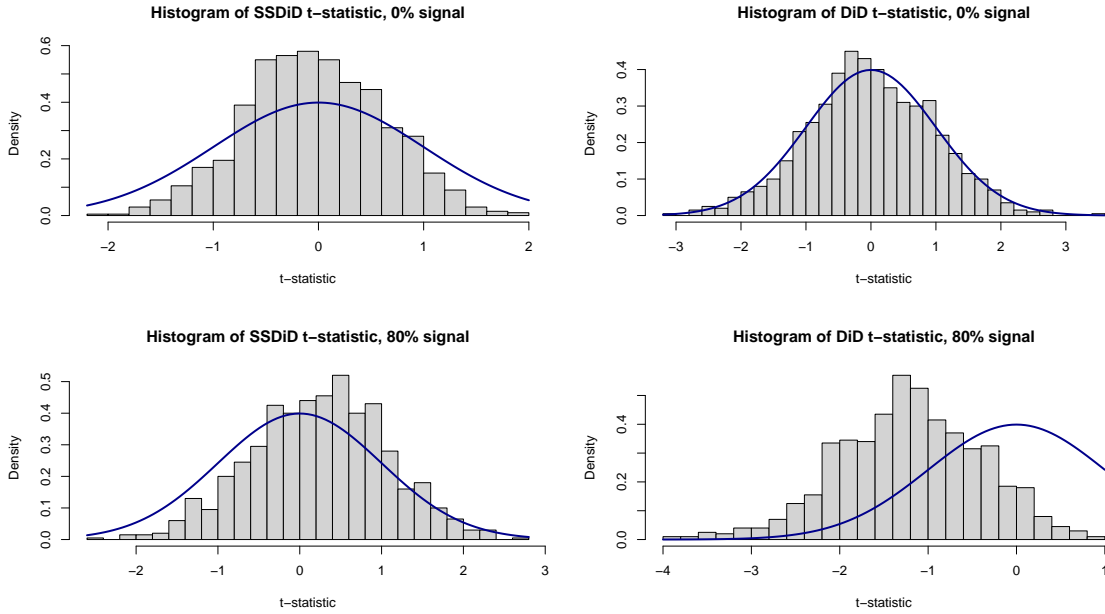 Histogram of SSDiD t−statistic, 0% signal
Density
0.0 0.2 0.4 0.6
−2 −1 0 1 2
t−statistic
Histogram of DiD t−statistic, 0% signal
Density
0.0 0.1 0.2 0.3 0.4
−3 −2 −1 0 1 2 3
t−statistic
Histogram of SSDiD t−statistic, 80% signal
Density
0.0 0.1 0.2 0.3 0.4 0.5
−2 −1 0 1 2 3
t−statistic
Histogram of DiD t−statistic, 80% signal
Density
0.0 0.2 0.4
−4 −3 −2 −1 0 1
t−statistic